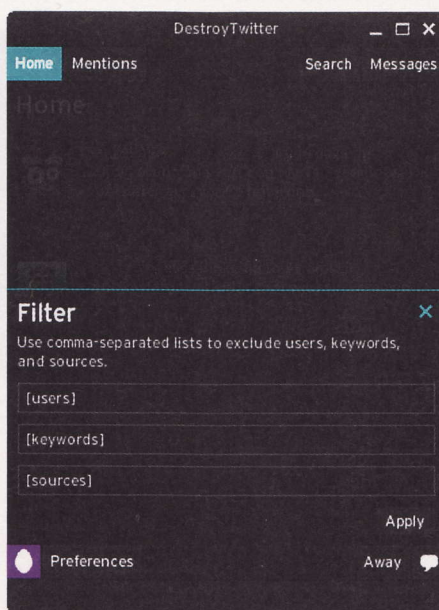 DestroyTwitter
Home Mentions Search Messages
Home
Filter
Use comma-separated lists to exclude users, keywords,
and sources.
[users]
[keywords]
[sources]
Apply
Preferences Away